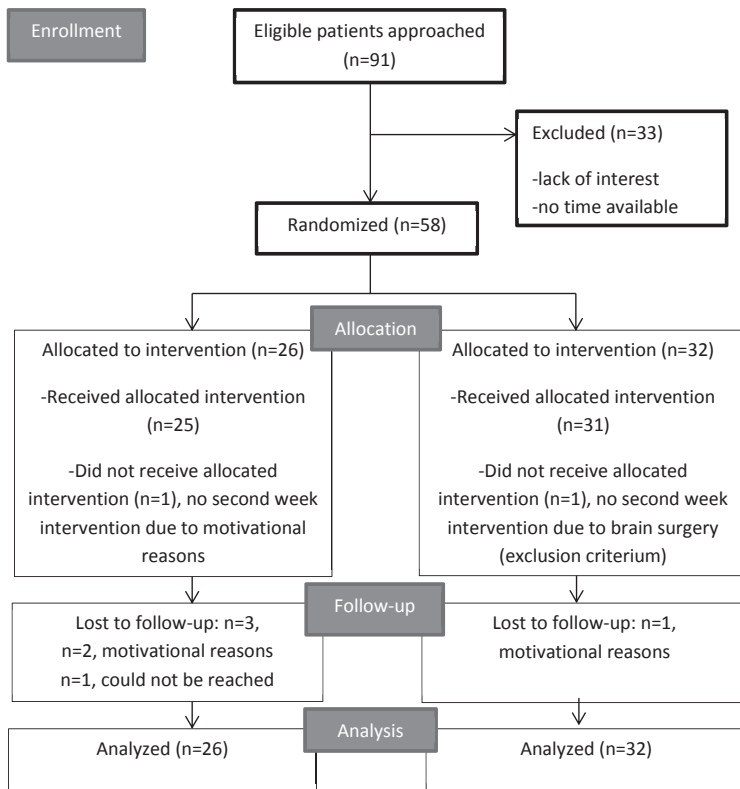 Enrollment
Eligible patients approached
(n=91)
Excluded (n=33)
-lack of interest
-no time available
Randomized (n=58)
Allocation
Allocated to intervention (n=26)
-Received allocated intervention
(n=25)
-Did not receive allocated
intervention (n=1), no second week
intervention due to motivational
reasons
Allocated to intervention (n=32)
-Received allocated intervention
(n=31)
-Did not receive allocated
intervention (n=1), no second week
intervention due to brain surgery
(exclusion criterium)
Follow-up
Lost to follow-up: n=3,
n=2, motivational reasons
n=1, could not be reached
Lost to follow-up: n=1,
motivational reasons
Analysis
Analyzed (n=26)
Analyzed (n=32)